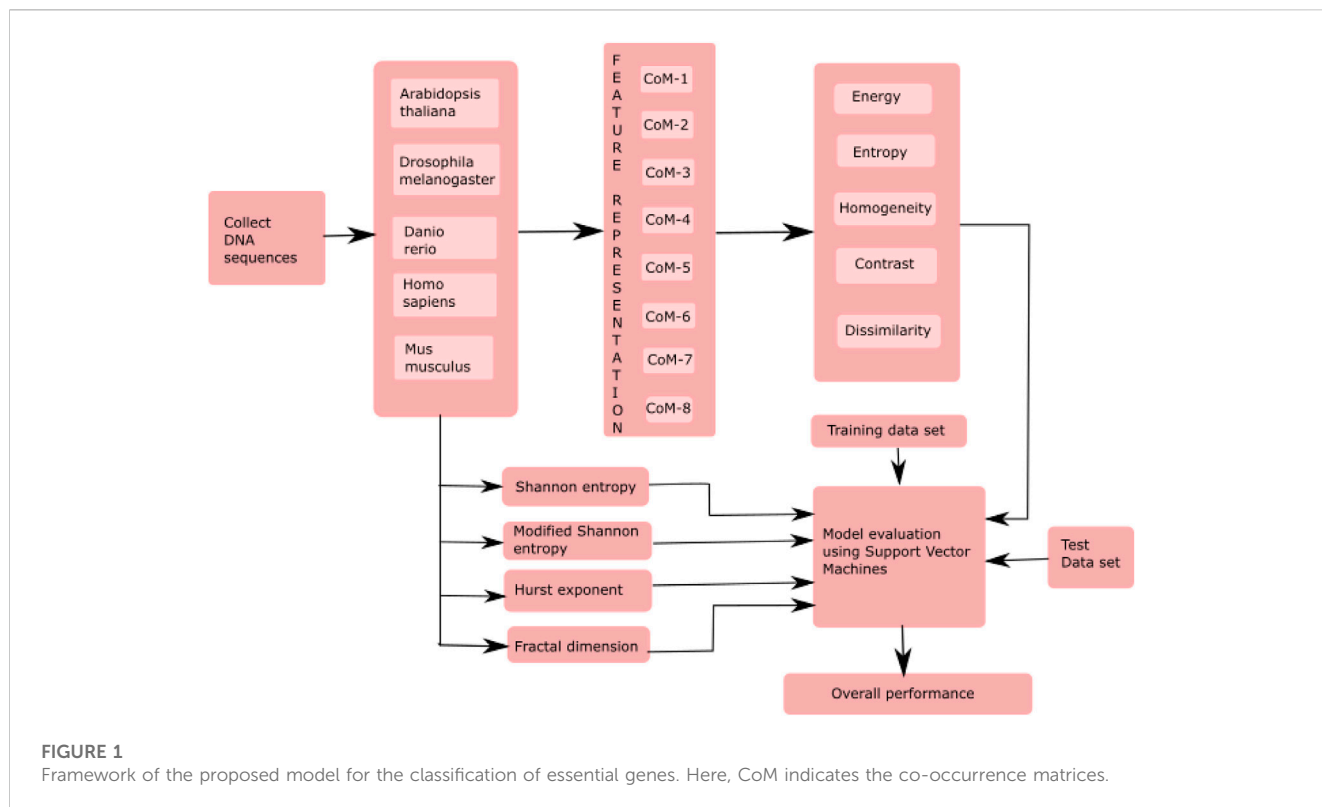 Collect
DNA
sequences
Arabidopsis
thaliana
Drosophila
melanogaster
Danio
rerio
Homo
sapiens
Mus
musculus
FEATURE REPRESENTATION
CoM-1
CoM-2
CoM-3
CoM-4
CoM-5
CoM-6
CoM-7
CoM-8
Energy
Entropy
Homogeneity
Contrast
Dissimilarity
Shannon entropy
Modified Shannon
entropy
Hurst exponent
Fractal dimension
Training data set
Model evaluation
using Support Vector
Machines
Test
Data set
Overall performance
FIGURE 1
Framework of the proposed model for the classification of essential genes. Here, CoM indicates the co-occurrence matrices.